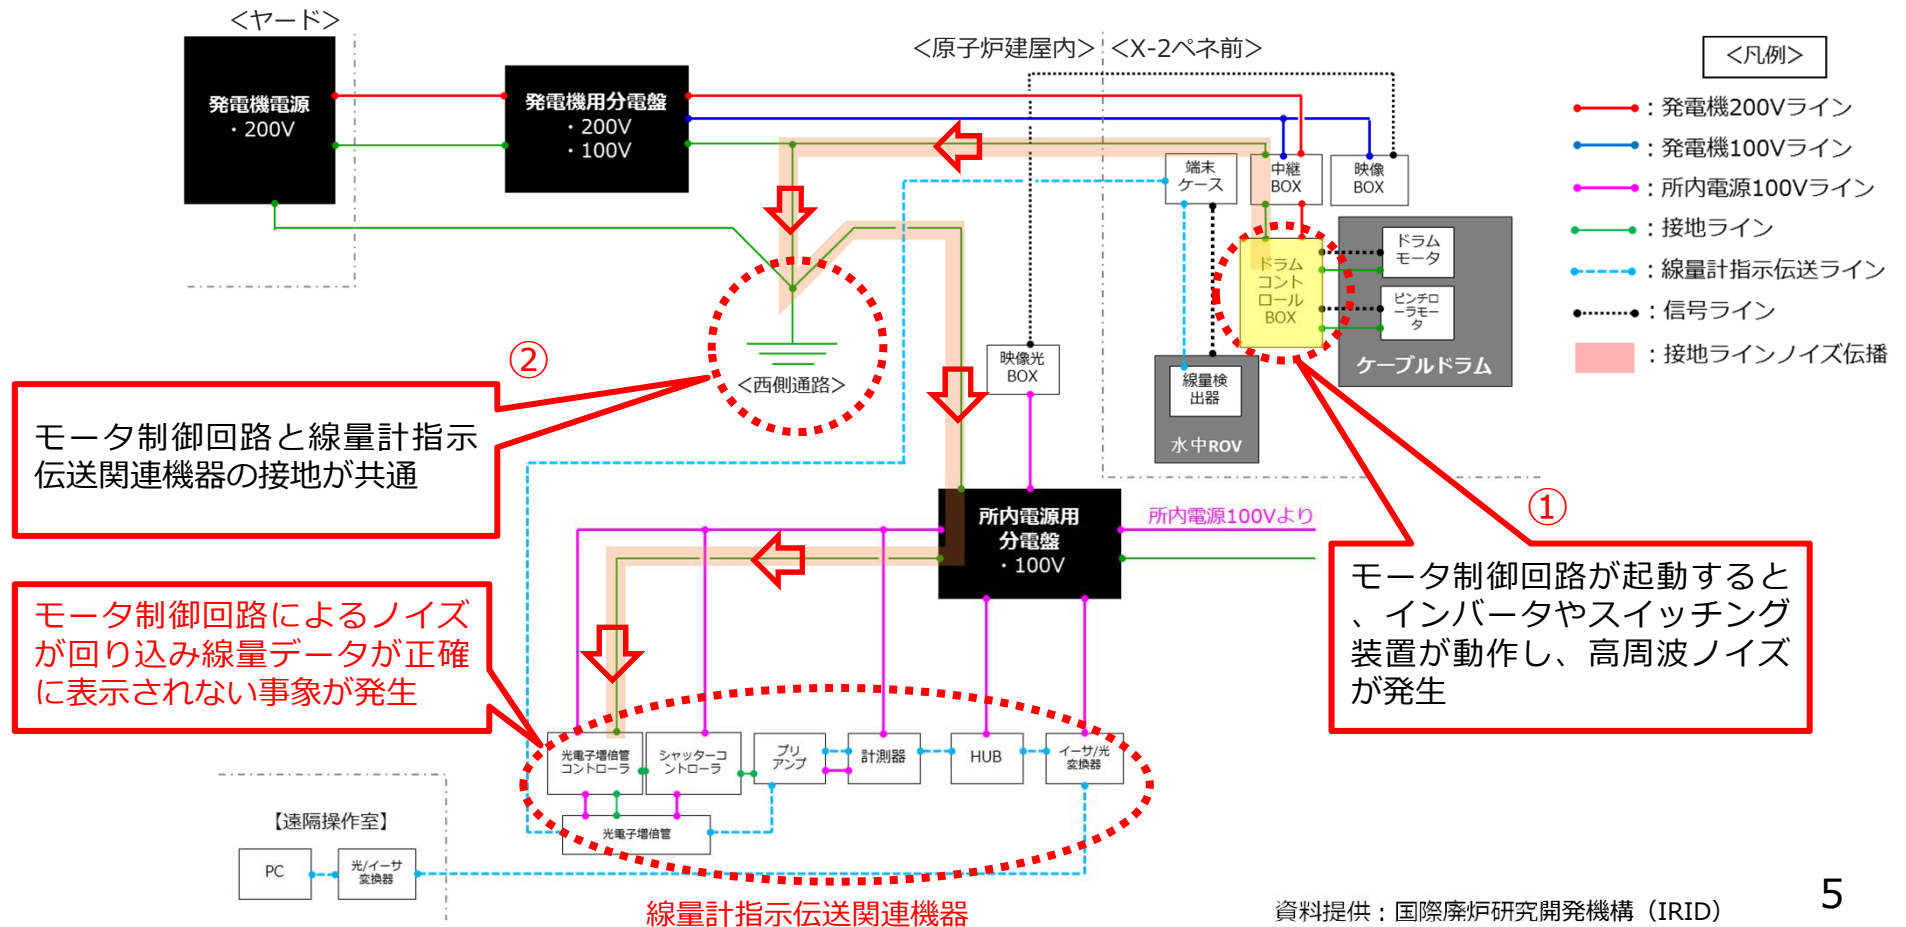 ＜ヤード＞
発電機電源
・200V
発電機用分電盤
・200V
・100V
＜原子炉建屋内＞
＜X-2ペネ前＞
端末
ケース
中継
BOX
映像
BOX
ドラム
コント
ロール
BOX
ドラム
モータ
ピンチロ
ーラモー
タ
ケーブルドラム
線量検
出器
水中ROV
映像光
BOX
＜西側通路＞
＜凡例＞
：発電機200Vライン
：発電機100Vライン
：所内電源100Vライン
：接地ライン
：線量計指示伝送ライン
：信号ライン
：接地ラインノイズ伝播
②
モータ制御回路と線量計指示
伝送関連機器の接地が共通
所内電源用
分電盤
・100V
所内電源100Vより
①
モータ制御回路が起動すると
、インバータやスイッチング
装置が動作し、高周波ノイズ
が発生
モータ制御回路によるノイズ
が回り込み線量データが正確
に表示されない事象が発生
光電子増倍管
コントローラ
シャッターコ
ントローラ
プリ
アンプ
計測器
HUB
イーサ/光
変換器
光電子増倍管
【遠隔操作室】
PC
光/イーサ
変換器
線量計指示伝送関連機器
資料提供：国際廃炉研究開発機構（IRID）
5